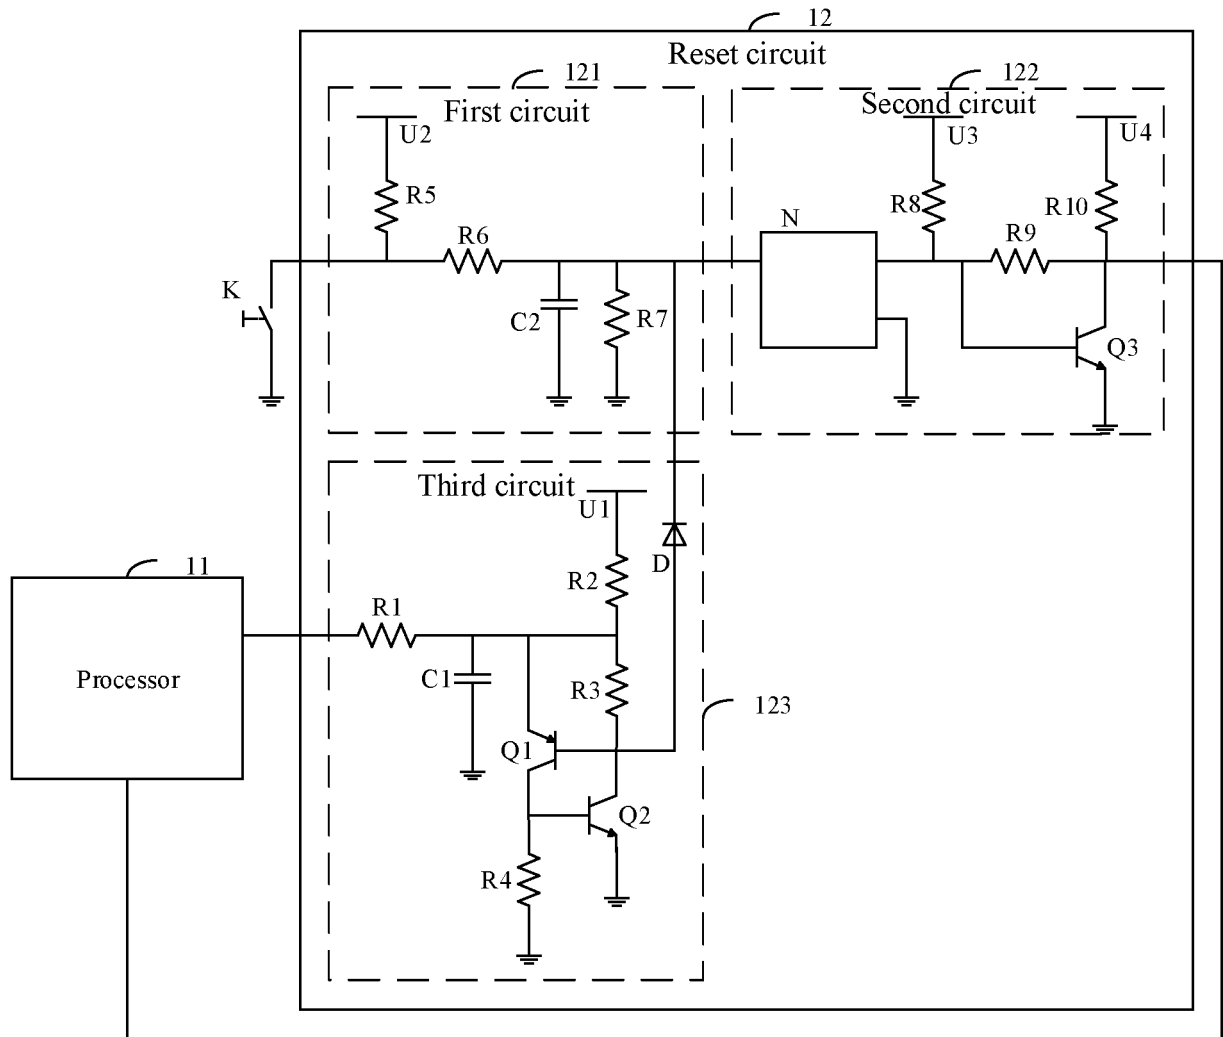 12
Reset circuit
121
First circuit
122
Second circuit
U2
U3
U4
R5
R8
R10
R6
N
R9
K
C2
R7
Q3
Third circuit
U1
D
11
R2
R1
Processor
C1
R3
123
Q1
Q2
R4